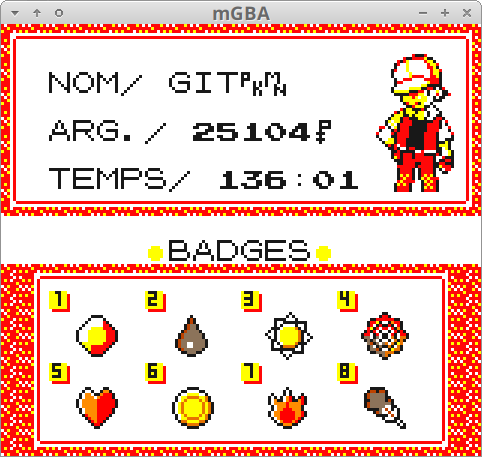 mGBA
NOM/ GITPKMN
ARG./ 25104₽
TEMPS/ 136:01
BADGES
1 2 3 4
5 6 7 8